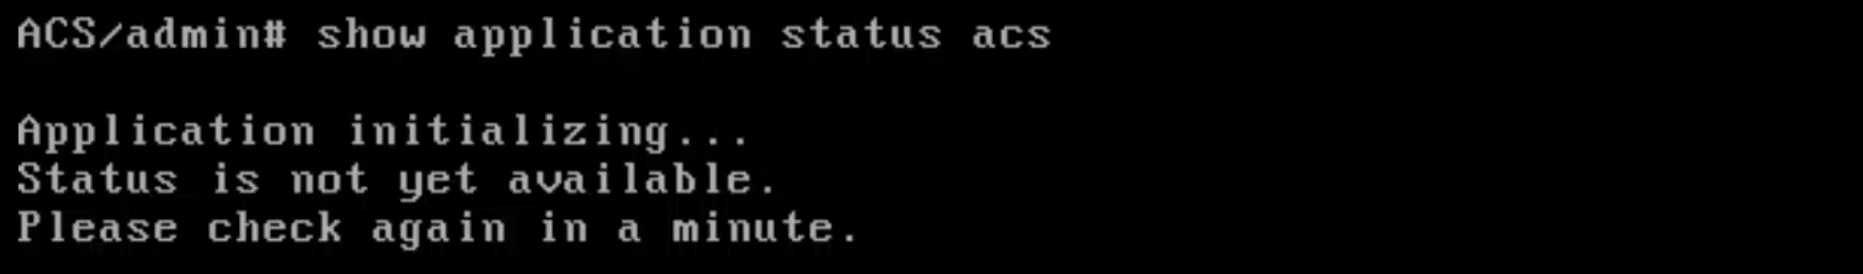 ACS/admin# show application status acs
Application initializing...
Status is not yet available.
Please check again in a minute.